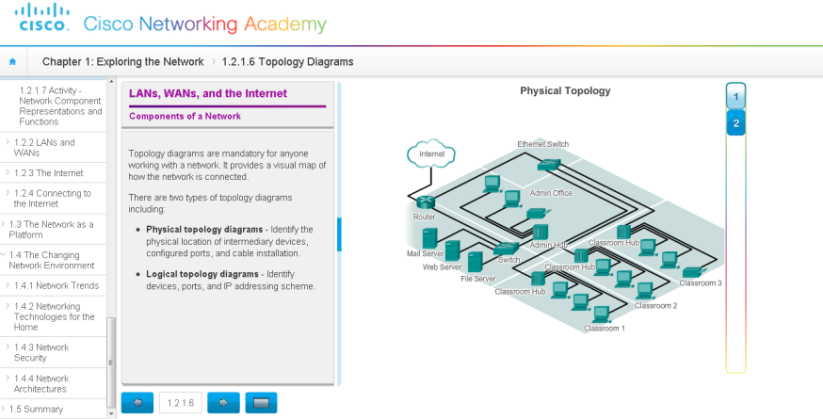 CISCO. Cisco Networking Academy
Chapter 1: Exploring the Network > 1.2.1.6 Topology Diagrams
1.2.1.7 Activity -
Network Component
Representations and
Functions
1.2.2 LANs and
WANs
1.2.3 The Internet
1.2.4 Connecting to
the Internet
1.3 The Network as a
Platform
1.4 The Changing
Network Environment
1.4.1 Network Trends
1.4.2 Networking
Technologies for the
Home
1.4.3 Network
Security
1.4.4 Network
Architectures
1.5 Summary
LANs, WANs, and the Internet
Components of a Network
Topology diagrams are mandatory for anyone
working with a network. It provides a visual map of
how the network is connected.
There are two types of topology diagrams
including:
• Physical topology diagrams - Identify the
physical location of intermediary devices,
configured ports, and cable installation.
• Logical topology diagrams - Identify
devices, ports, and IP addressing scheme.
1.2.1.6
Physical Topology
Internet
Ethernet Switch
Admin Office
Router
Mail Server
Web Server
File Server
Switch
Admin Hub
Classroom Hub
Classroom Hub
Classroom Hub
Classroom 3
Classroom 2
Classroom 1
1
2